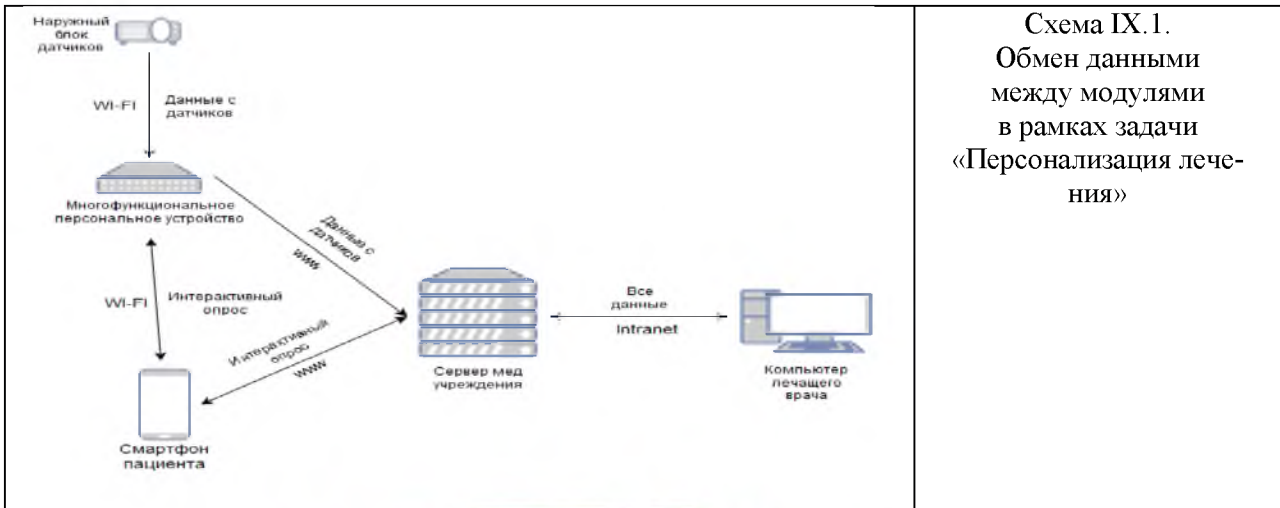 Наружный
блок
датчиков
WI-FI
Данные с
датчиков
Многофункциональное
персональное устройство
Данные с
датчиков
www
WI-FI
Интерактивный
опрос
Интерактивный
опрос
www
Все
данные
Intranet
Сервер мед
учреждения
Компьютер
лечащего
врача
Смартфон
пациента
Схема IX.1.
Обмен данными
между модулями
в рамках задачи
«Персонализация лече-
ния»